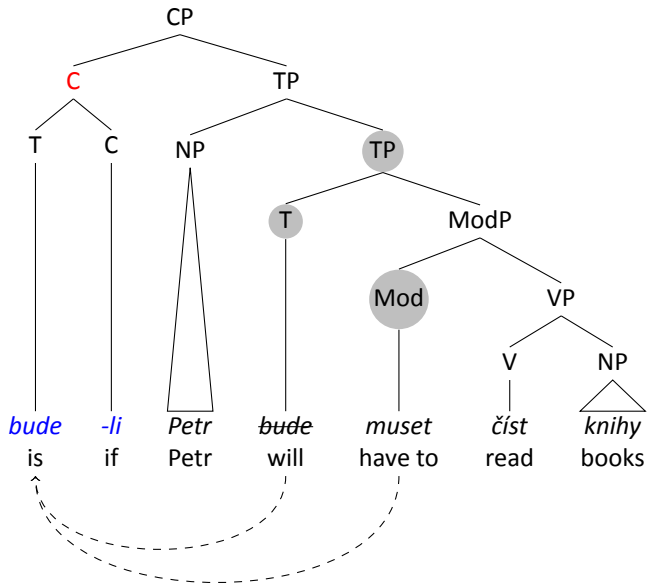 CP
C TP
T C NP TP
T ModP
Mod VP
V NP
bude -li Petr bude muset číst knihy
is if Petr will have to read books